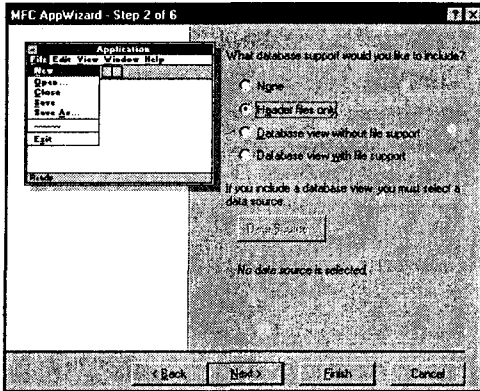 MFC AppWizard - Step 2 of 6
Application
File Edit View Window Help
New
Open...
Close
Save
Save As...
Exit
Ready
What database support would you like to include?
None
Header files only
Database view without file support
Database view with file support
If you include a database view, you must select a
data source.
Data Source...
No data source is selected.
< Back
Next >
Finish
Cancel